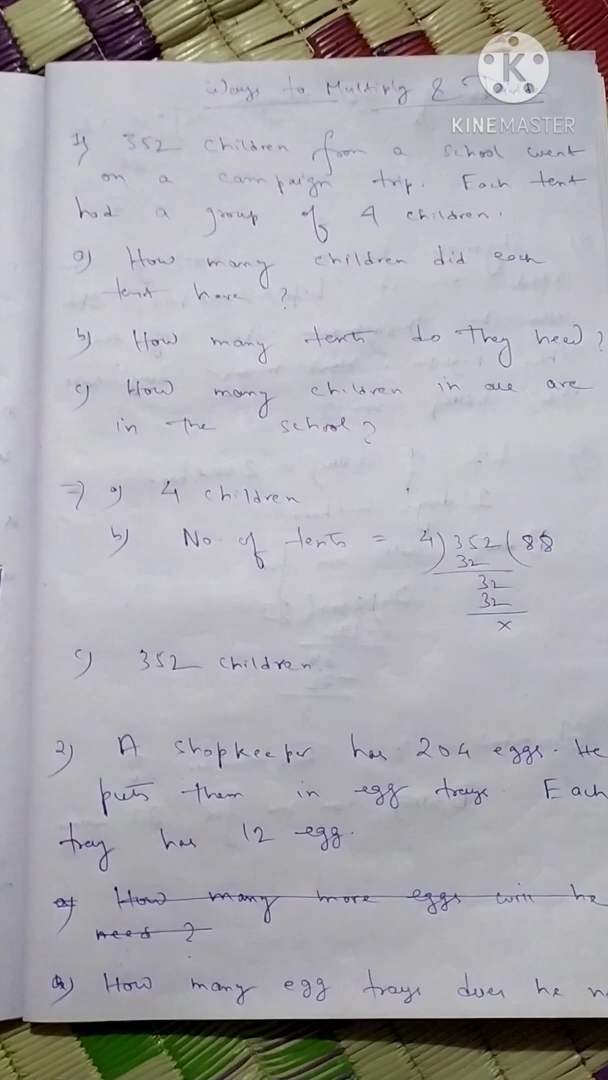 K
KINEMASTER
Ways to Multiply &
1) 352 children from a school went
on a campaign trip. Each tent
had a group of 4 children.
a) How many children did each
tent have ?
b) How many tents do they need ?
c) How many children in all are
in the school ?
=) a) 4 children
b) No. of tents = 4) 352 ( 88
32
32
32
x
c) 352 children.
2) A shopkeeper has 204 eggs. He
puts them in egg trays. Each
tray has 12 egg.
a) How many more eggs will he
need ?
a) How many egg trays does he